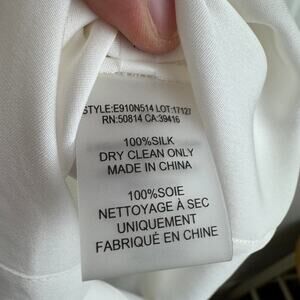 STYLE:E910N514 LOT:17127
RN:50814 CA:39416
100%SILK
DRY CLEAN ONLY
MADE IN CHINA
100%SOIE
NETTOYAGE À SEC
UNIQUEMENT
FABRIQUÉ EN CHINE